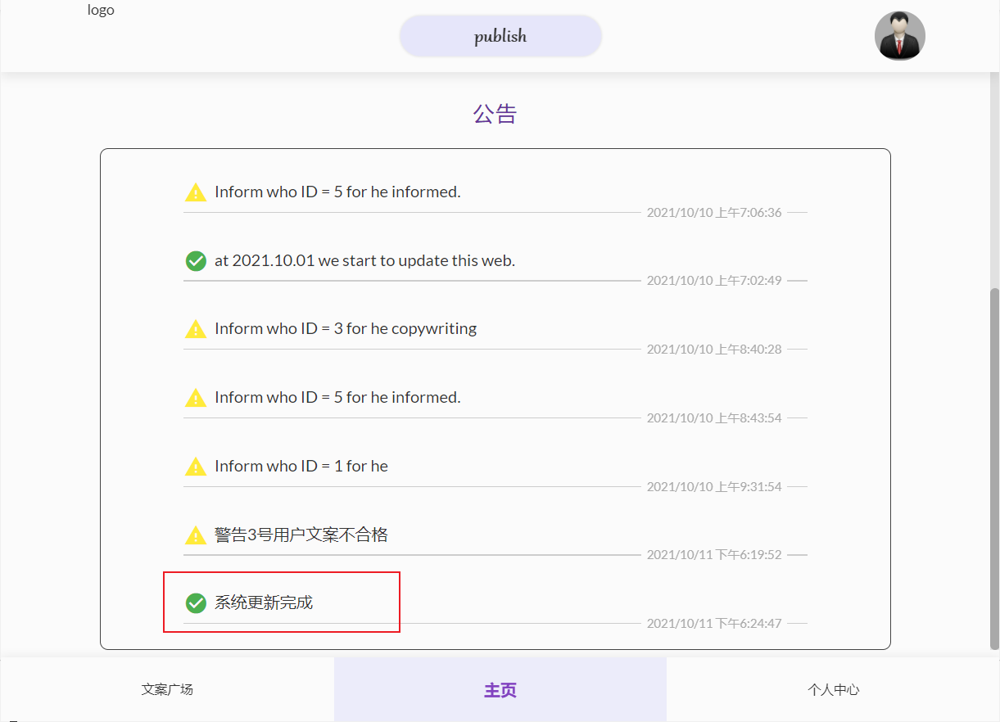 logo
publish
公告
Inform who ID = 5 for he informed.
2021/10/10 上午7:06:36
at 2021.10.01 we start to update this web.
2021/10/10 上午7:02:49
Inform who ID = 3 for he copywriting
2021/10/10 上午8:40:28
Inform who ID = 5 for he informed.
2021/10/10 上午8:43:54
Inform who ID = 1 for he
2021/10/10 上午9:31:54
警告3号用户文案不合格
2021/10/11 下午6:19:52
系统更新完成
2021/10/11 下午6:24:47
文案广场 主页 个人中心